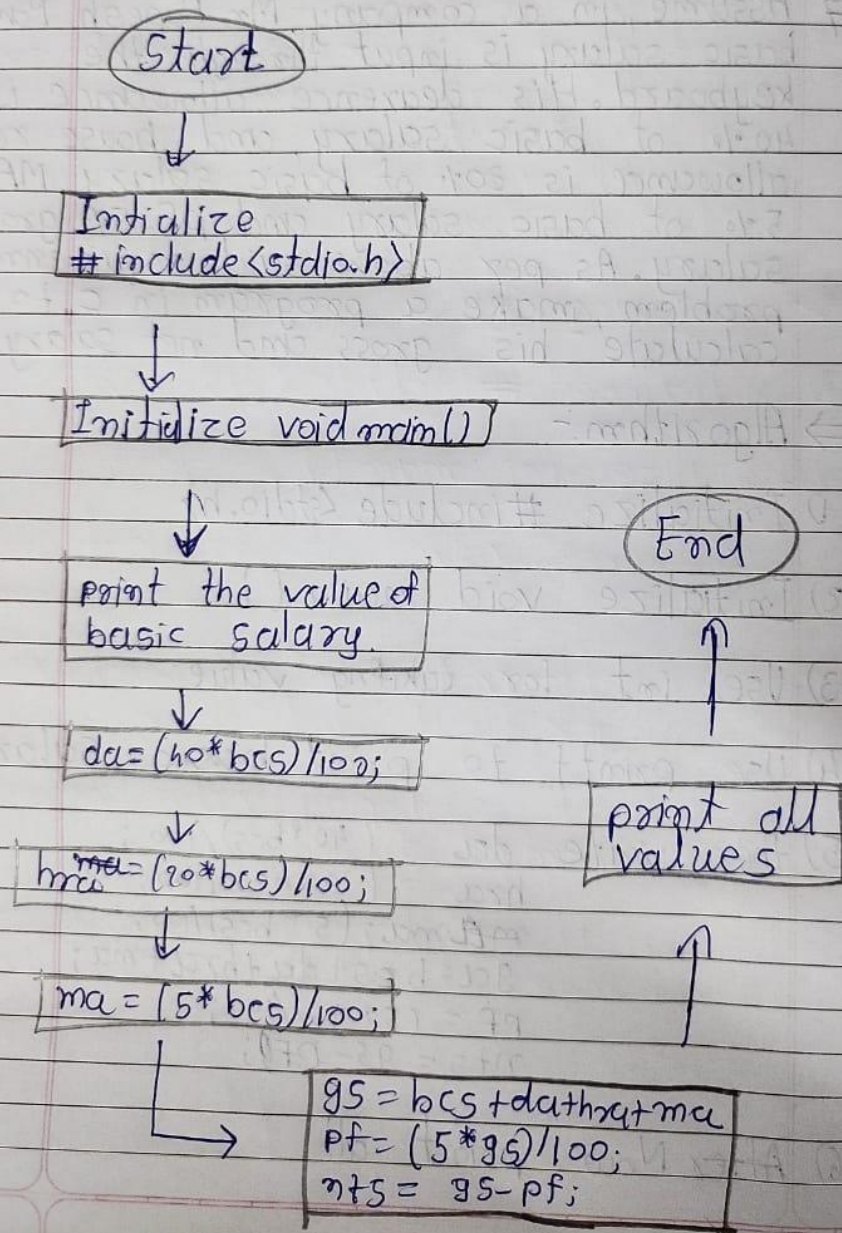 Start
Intialize
#include<stdio.h>
Initialize void main()
print the value of
basic salary.
da=(40*bcs)/100;
hra=(20*bcs)/100;
ma=(5*bcs)/100;
gs=bcs+da+hra+ma
pf=(5*gs)/100;
nts= gs-pf;
print all
values
End